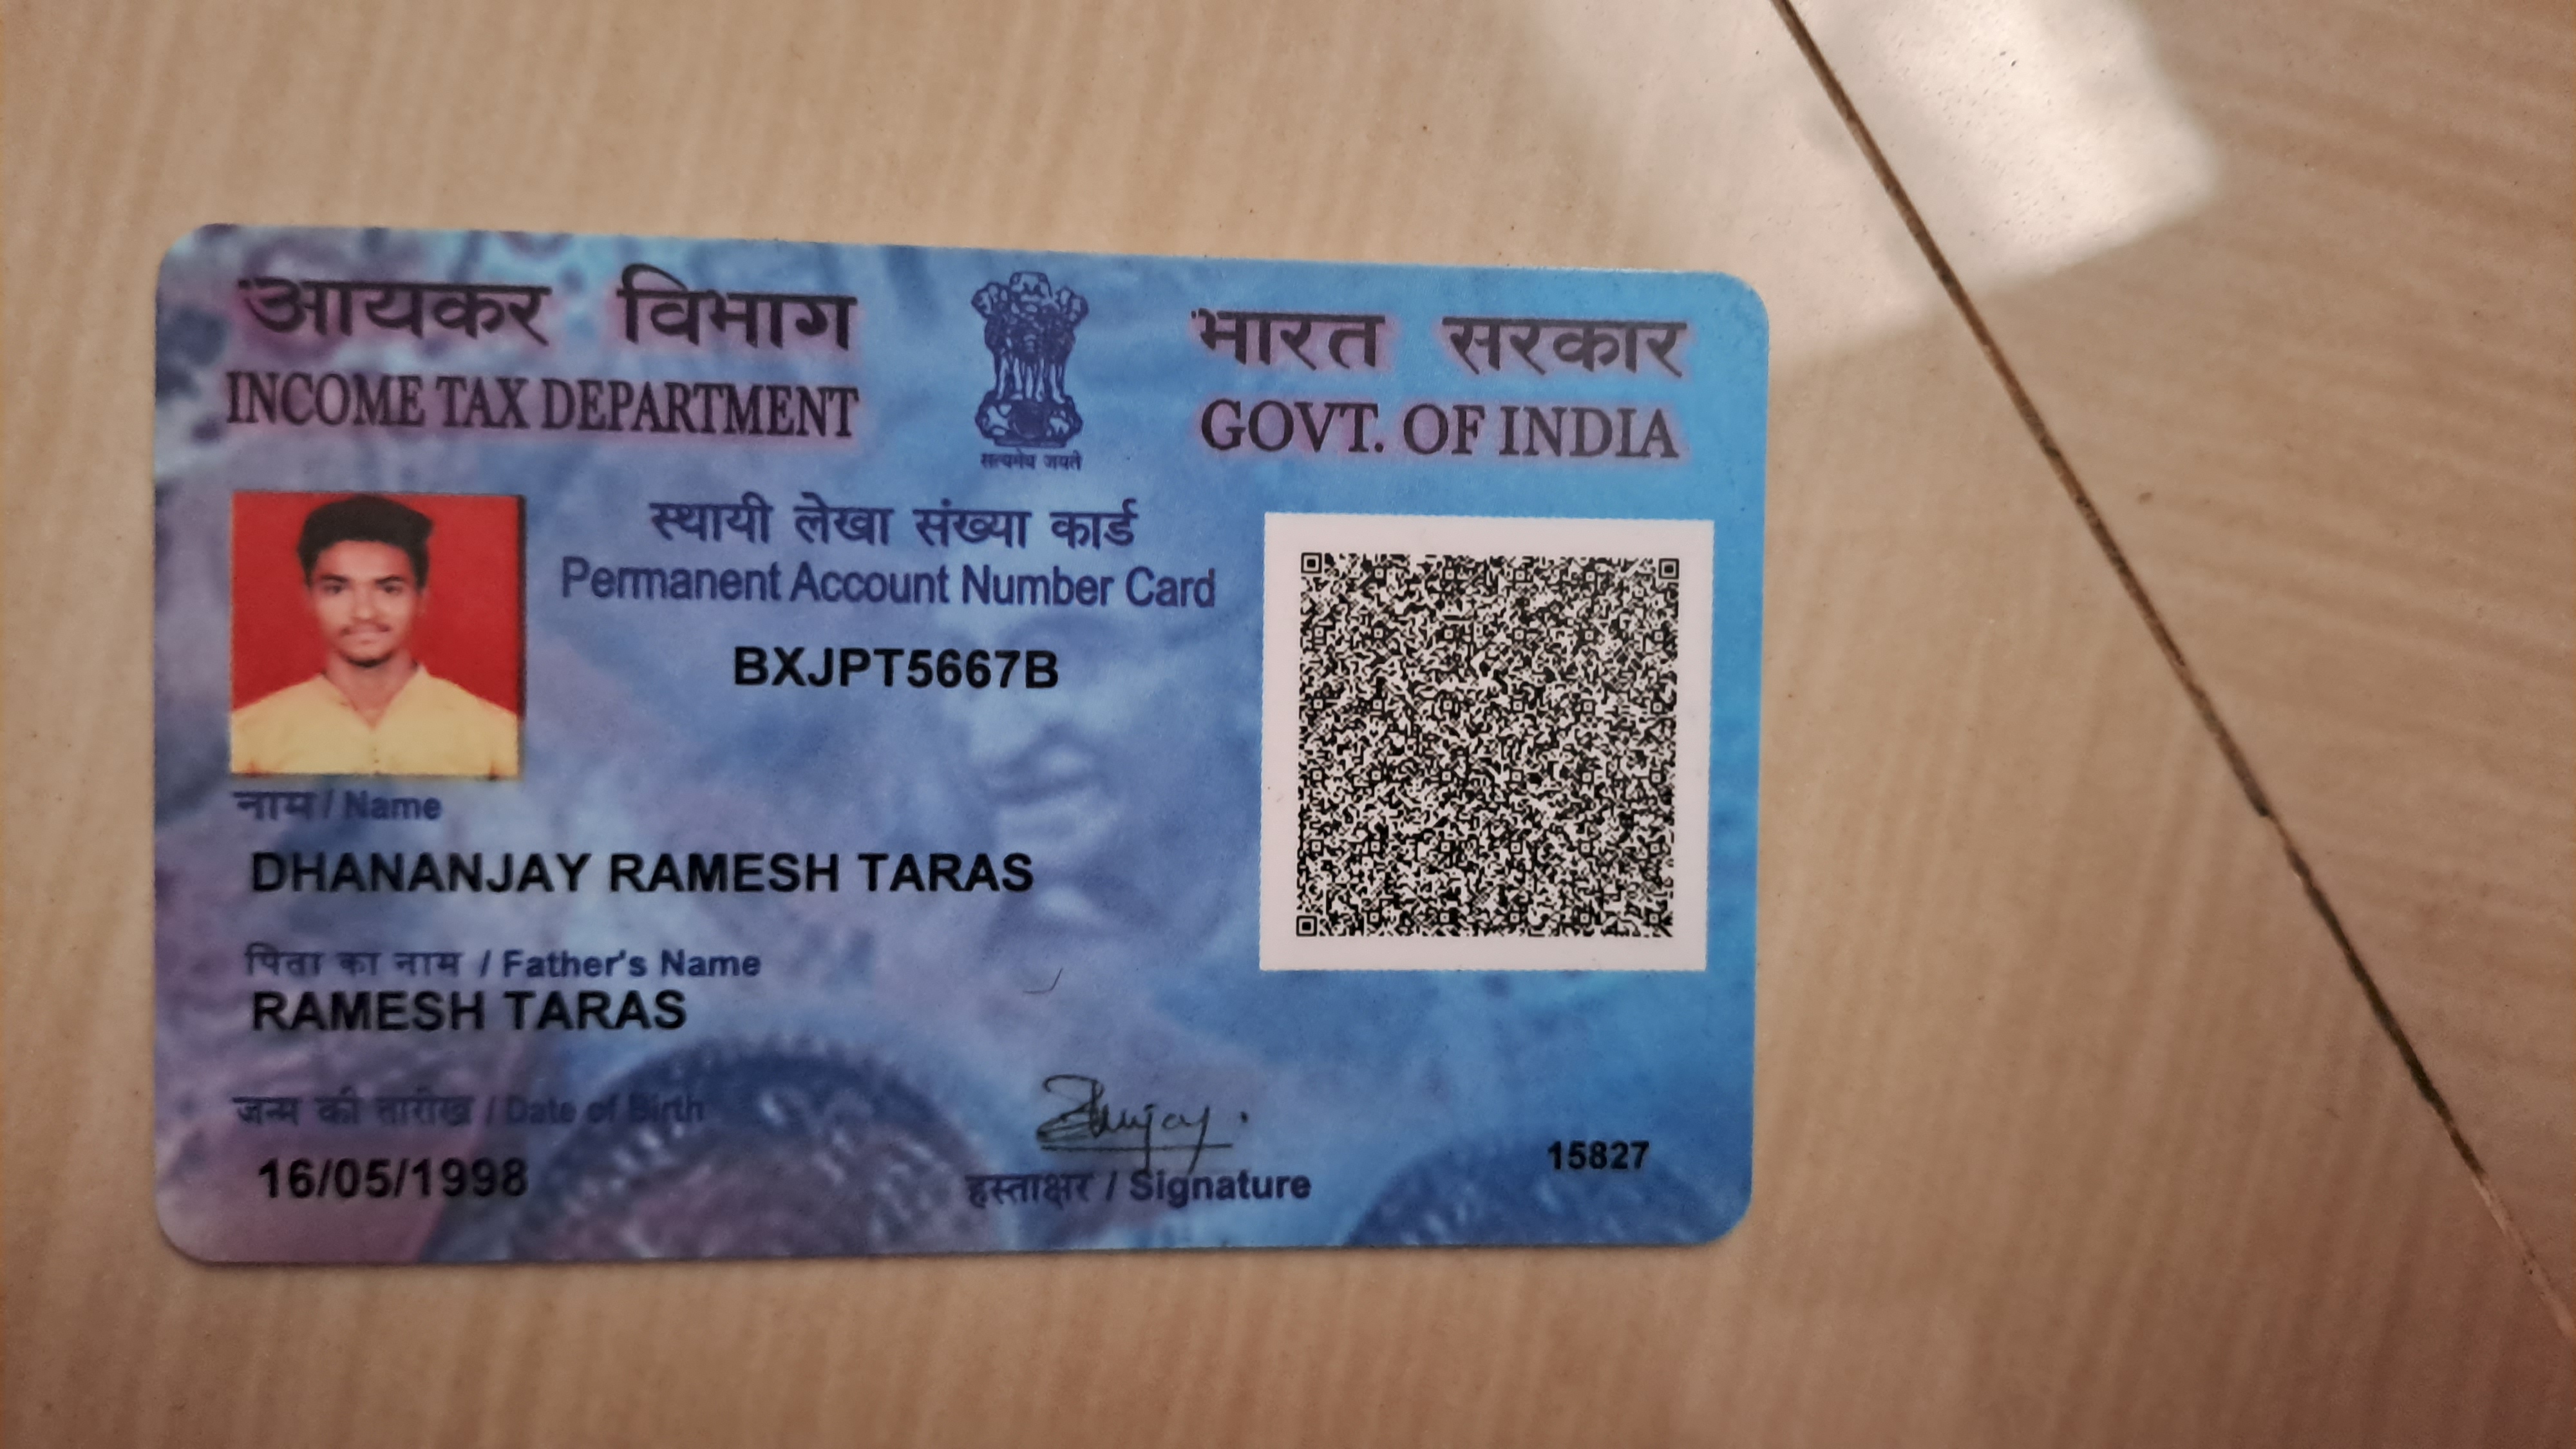 आयकर विभाग
INCOME TAX DEPARTMENT
सत्यमेव जयते
भारत सरकार
GOVT. OF INDIA
स्थायी लेखा संख्या कार्ड
Permanent Account Number Card
BXJPT5667B
नाम / Name
DHANANJAY RAMESH TARAS
पिता का नाम / Father's Name
RAMESH TARAS
जन्म की तारीख / Date of Birth
16/05/1998
हस्ताक्षर / Signature
15827